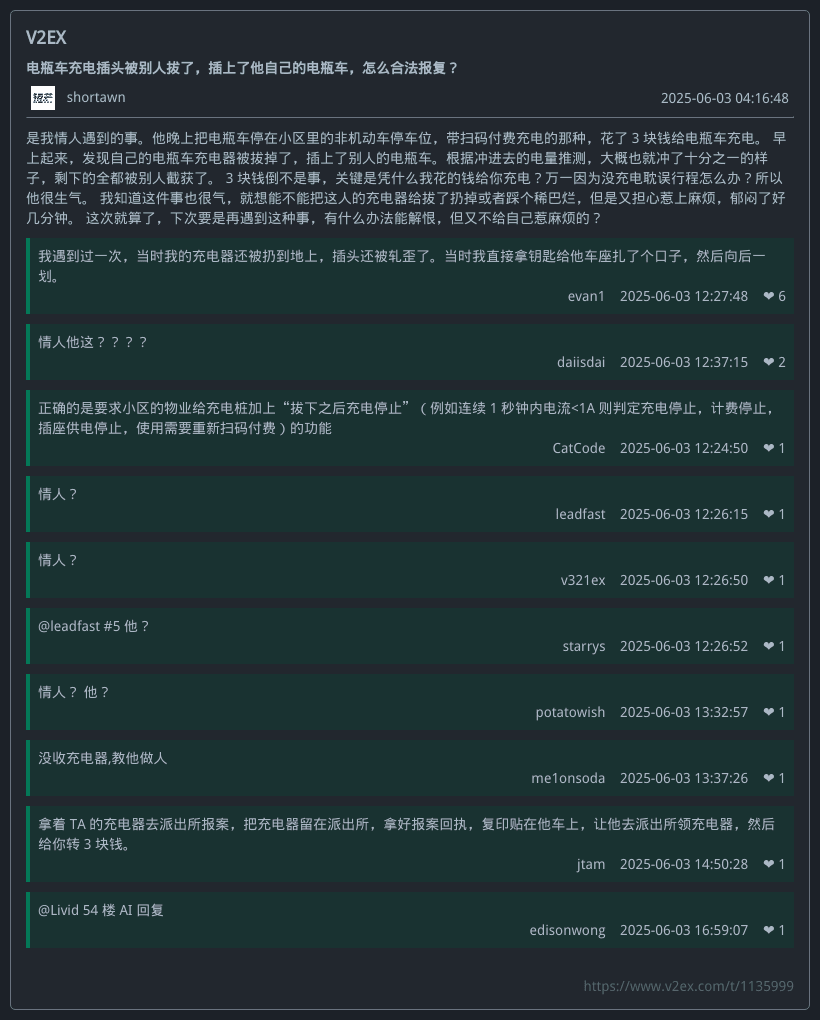 V2EX
电瓶车充电插头被别人拔了，插上了他自己的电瓶车，怎么合法报复？
shortawn 2025-06-03 04:16:48
是我情人遇到的事。他晚上把电瓶车停在小区里的非机动车停车位，带扫码付费充电的那种，花了 3 块钱给电瓶车充电。 早
上起来，发现自己的电瓶车充电器被拔掉了，插上了别人的电瓶车。根据冲进去的电量推测，大概也就冲了十分之一的样
子，剩下的全都被别人截获了。 3 块钱倒不是事，关键是凭什么我花的钱给你充电？万一因为没充电耽误行程怎么办？所以
他很生气。 我知道这件事也很气，就想能不能把这人的充电器给拔了扔掉或者踩个稀巴烂，但是又担心惹上麻烦，郁闷了好
几分钟。 这次就算了，下次要是再遇到这种事，有什么办法能解恨，但又不给自己惹麻烦的？
我遇到过一次，当时我的充电器还被扔到地上，插头还被轧歪了。当时我直接拿钥匙给他车座扎了个口子，然后向后一
划。
evan1 2025-06-03 12:27:48 ❤ 6
情人他这？？？？
daiisdai 2025-06-03 12:37:15 ❤ 2
正确的是要求小区的物业给充电桩加上“拔下之后充电停止”（例如连续 1 秒钟内电流<1A 则判定充电停止，计费停止，
插座供电停止，使用需要重新扫码付费）的功能
CatCode 2025-06-03 12:24:50 ❤ 1
情人？
leadfast 2025-06-03 12:26:15 ❤ 1
情人？
v321ex 2025-06-03 12:26:50 ❤ 1
@leadfast #5 他？
starrys 2025-06-03 12:26:52 ❤ 1
情人？ 他？
potatowish 2025-06-03 13:32:57 ❤ 1
没收充电器,教他做人
me1onsoda 2025-06-03 13:37:26 ❤ 1
拿着 TA 的充电器去派出所报案，把充电器留在派出所，拿好报案回执，复印贴在他车上，让他去派出所领充电器，然后
给你转 3 块钱。
jtam 2025-06-03 14:50:28 ❤ 1
@Livid 54 楼 AI 回复
edisonwong 2025-06-03 16:59:07 ❤ 1
https://www.v2ex.com/t/1135999